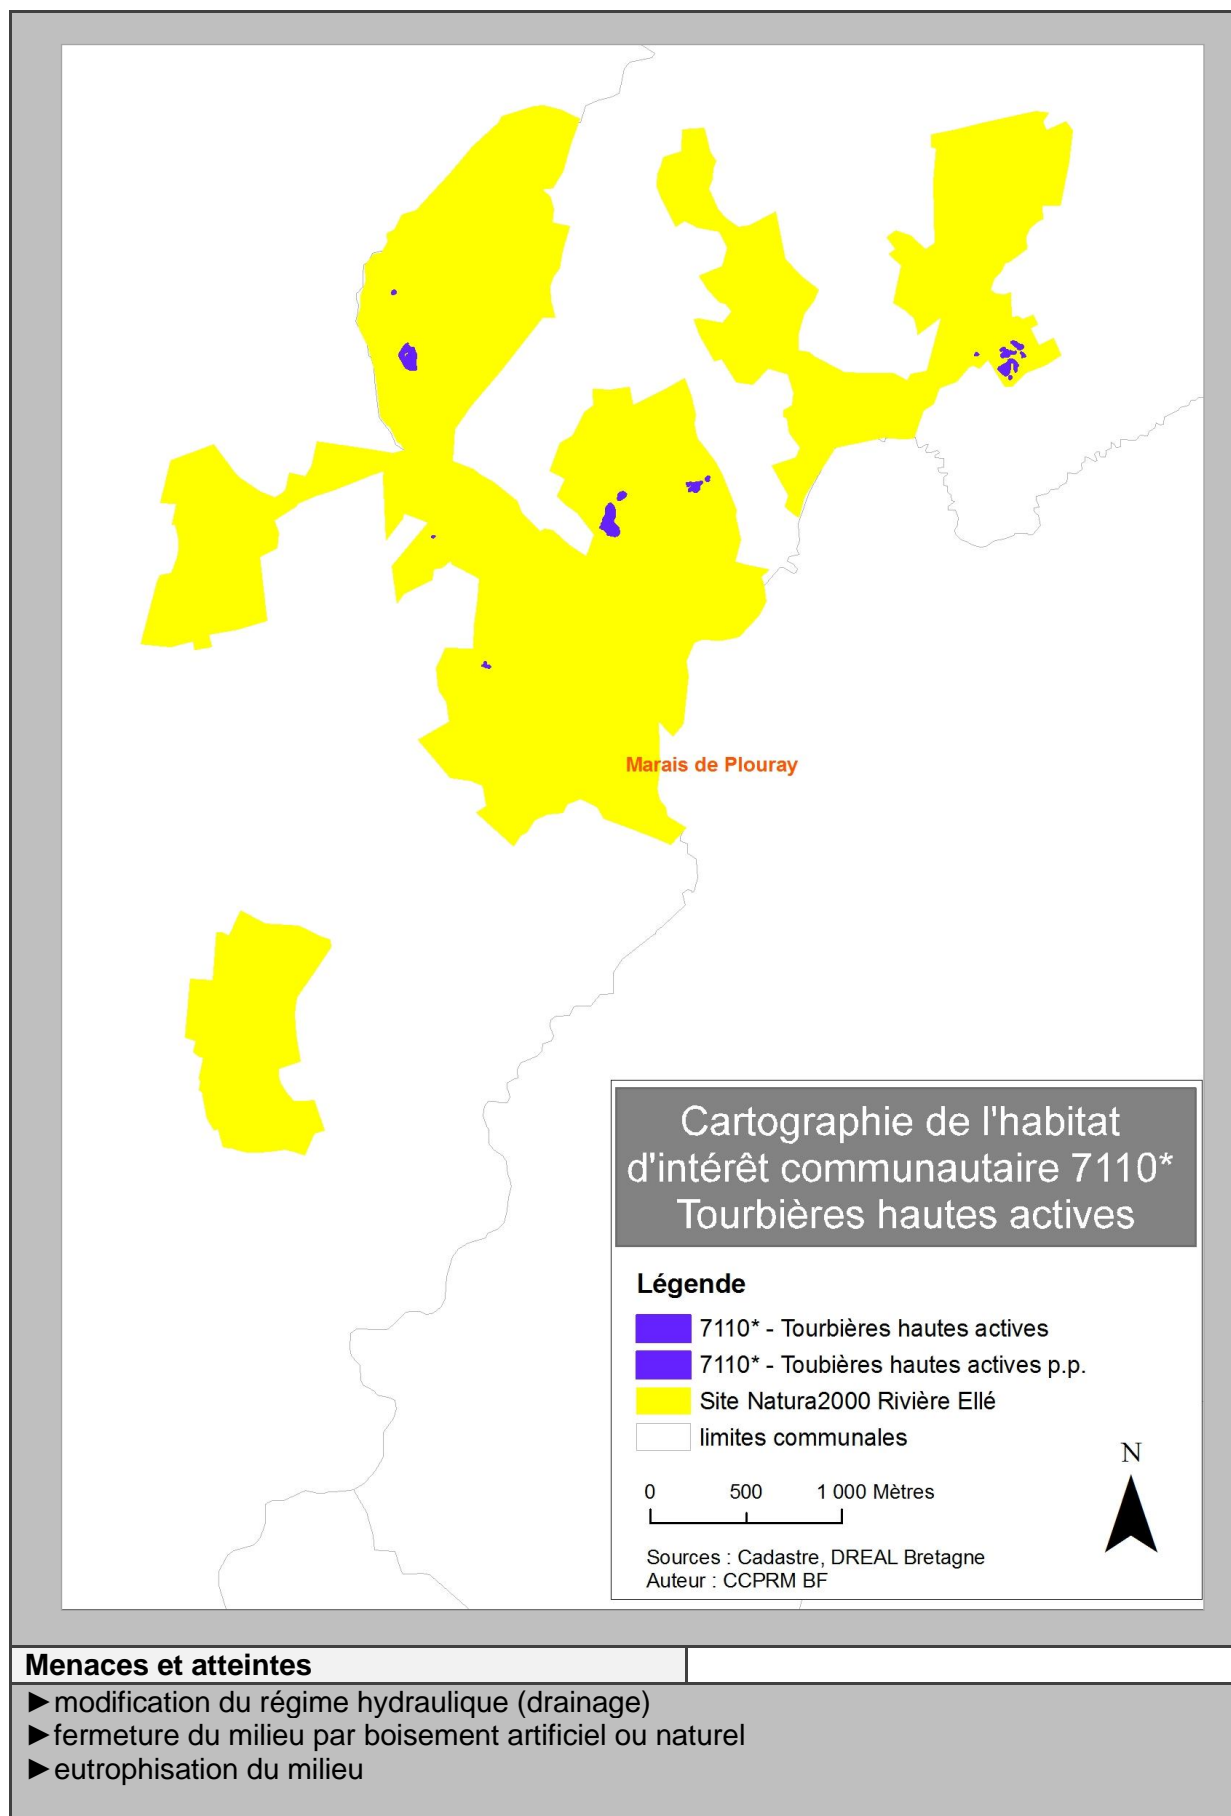 Marais de Plouray
Cartographie de l'habitat
d'intérêt communautaire 7110*
Tourbières hautes actives
Légende
7110* - Tourbières hautes actives
7110* - Toubières hautes actives p.p.
Site Natura2000 Rivière Ellé
limites communales
N
0 500 1 000 Mètres
Sources : Cadastre, DREAL Bretagne
Auteur : CCPRM BF
Menaces et atteintes
►modification du régime hydraulique (drainage)
►fermeture du milieu par boisement artificiel ou naturel
►eutrophisation du milieu